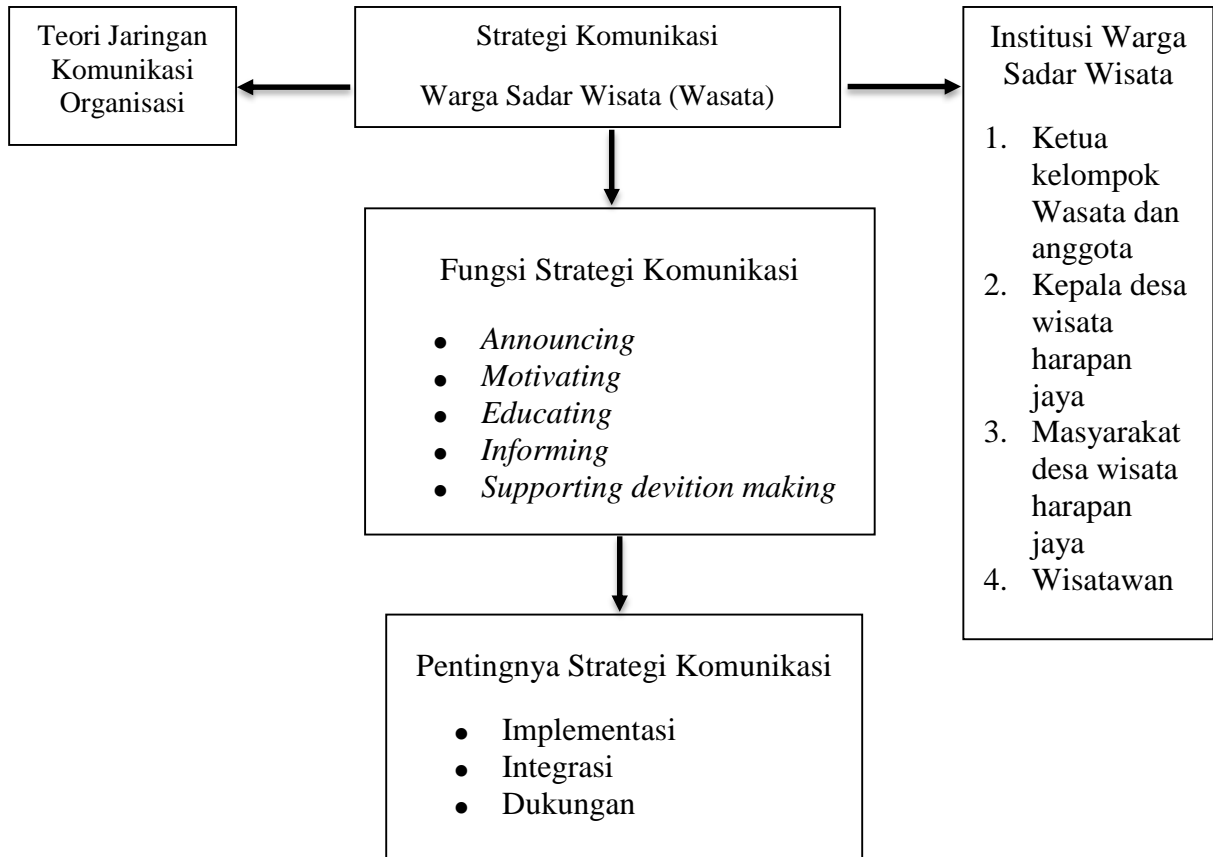 Teori Jaringan
Komunikasi
Organisasi
Strategi Komunikasi
Warga Sadar Wisata (Wasata)
Institusi Warga
Sadar Wisata
1. Ketua
kelompok
Wasata dan
anggota
2. Kepala desa
wisata
harapan
jaya
3. Masyarakat
desa wisata
harapan
jaya
4. Wisatawan
Fungsi Strategi Komunikasi
● Announcing
● Motivating
● Educating
● Informing
● Supporting devition making
Pentingnya Strategi Komunikasi
● Implementasi
● Integrasi
● Dukungan